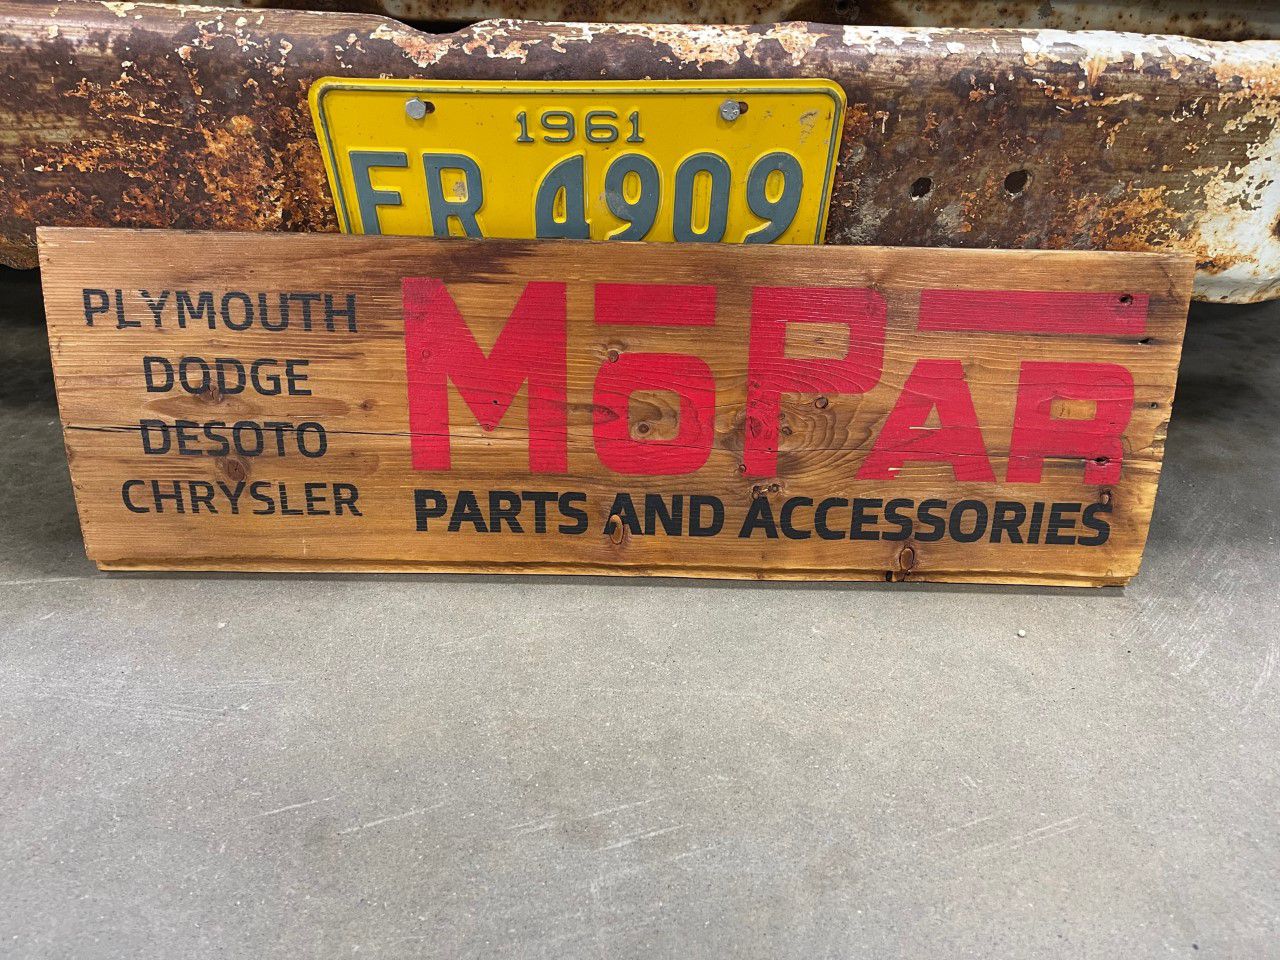 1961
FR 4909
PLYMOUTH
DODGE
DESOTO
CHRYSLER
MOPAR
PARTS AND ACCESSORIES